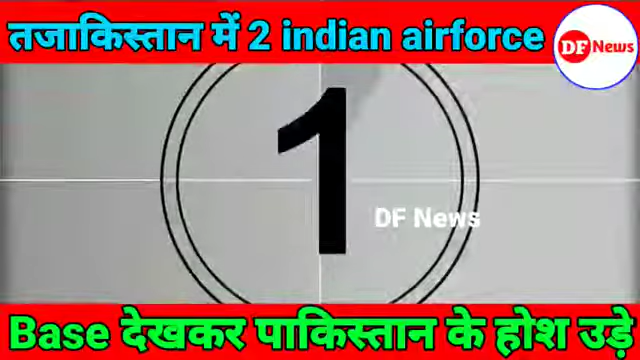 तजाकिस्तान में 2 indian airforce
DF News
1
DF News
Base देखकर पाकिस्तान के होश उड़े